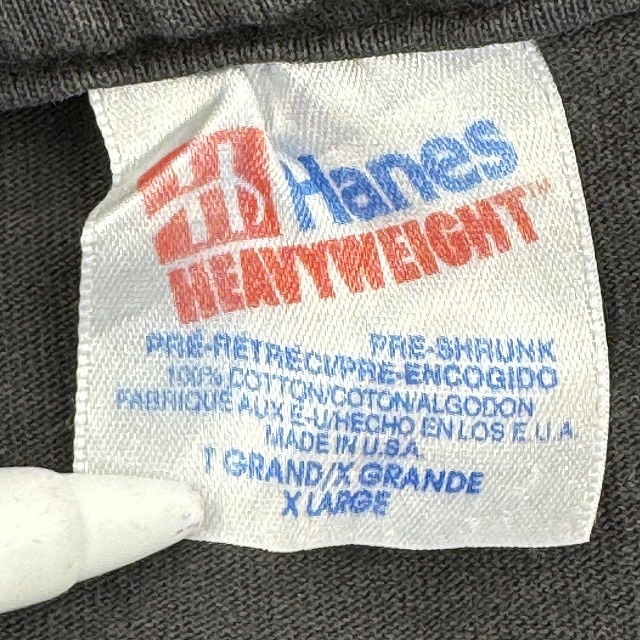 Hanes
HEAVYWEIGHT™
PRE-SHRUNK
PRE-RETRECI/PRE-ENCOGIDO
100% COTTON/COTON/ALGODON
FABRIQUE AUX E-U/HECHO EN LOS E.U.A.
MADE IN U.S.A.
T GRAND/X GRANDE
X LARGE